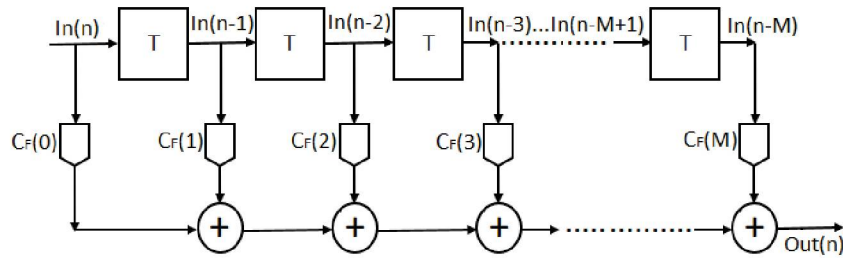 In(n) T In(n-1) T In(n-2) T In(n-3)...In(n-M+1) T In(n-M)
CF(0) CF(1) CF(2) CF(3) CF(M)
+ + + +
Out(n)